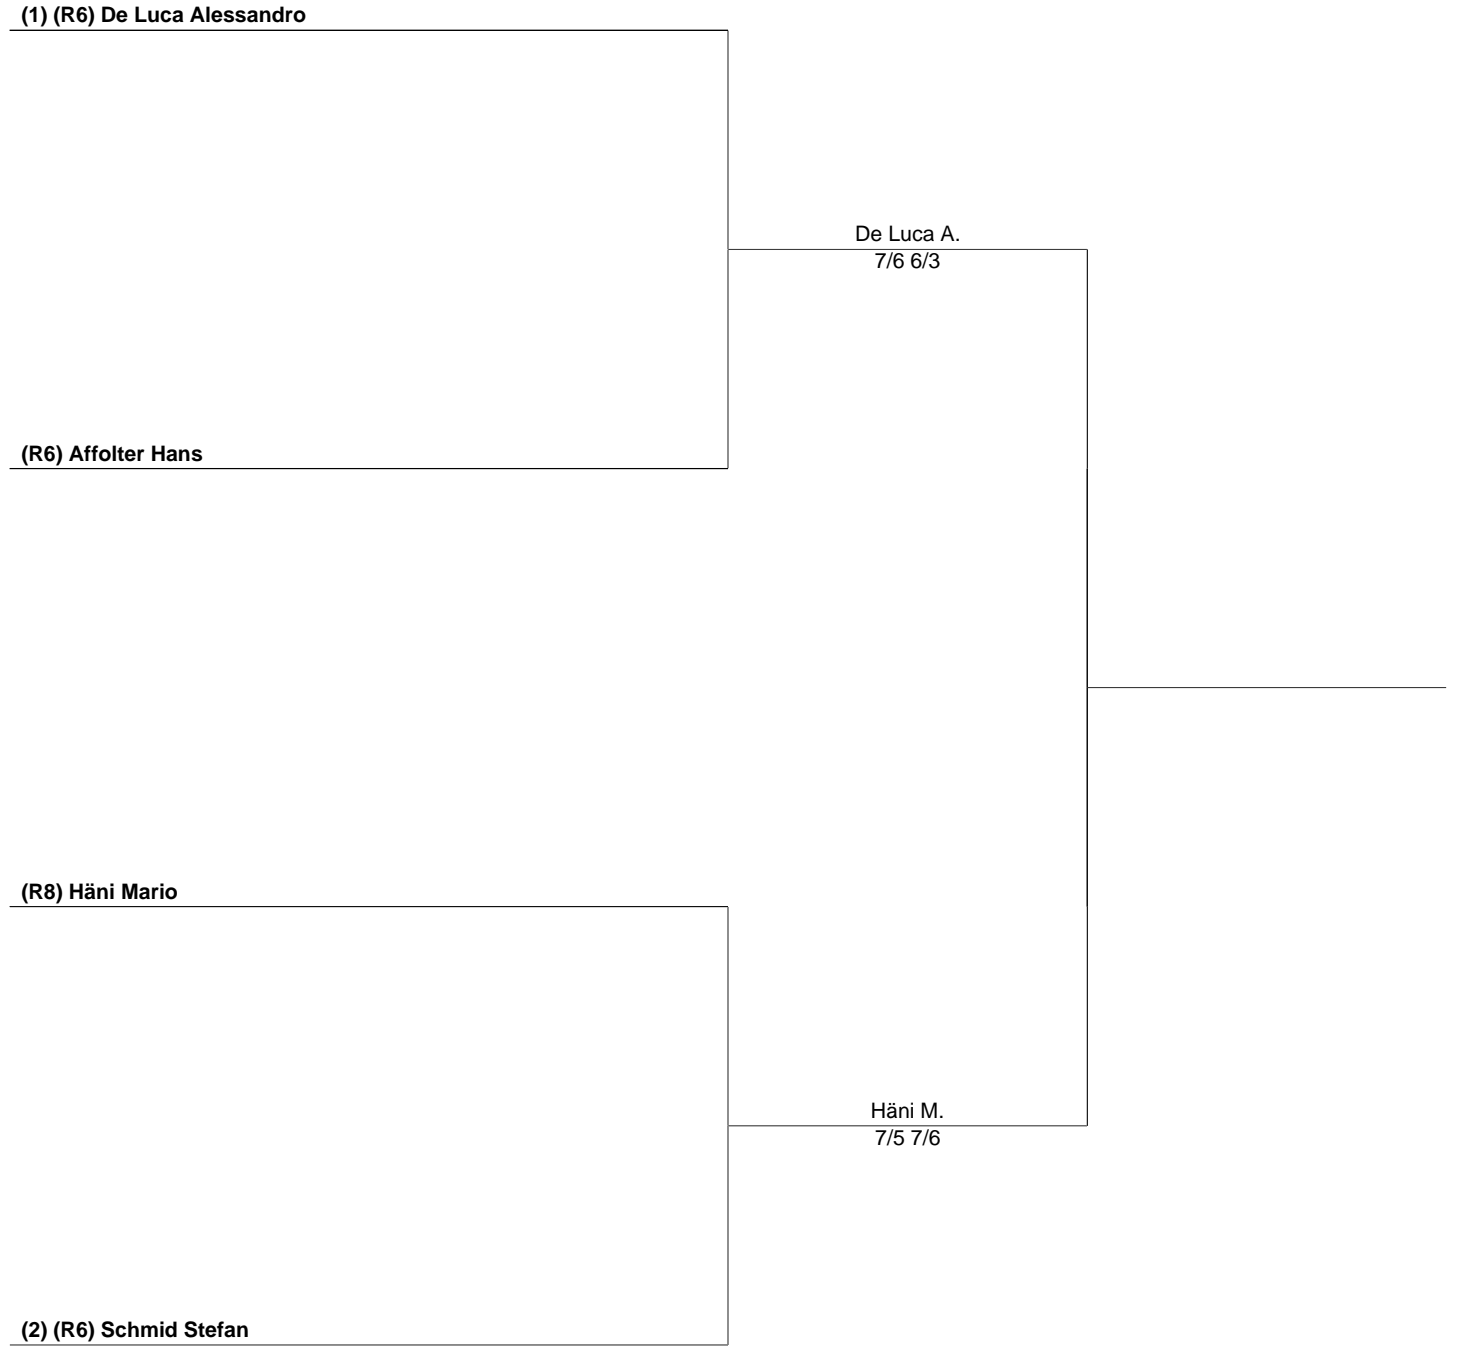 (1) (R6) De Luca Alessandro
De Luca A.
7/6 6/3
(R6) Affolter Hans
(R8) Häni Mario
Häni M.
7/5 7/6
(2) (R6) Schmid Stefan